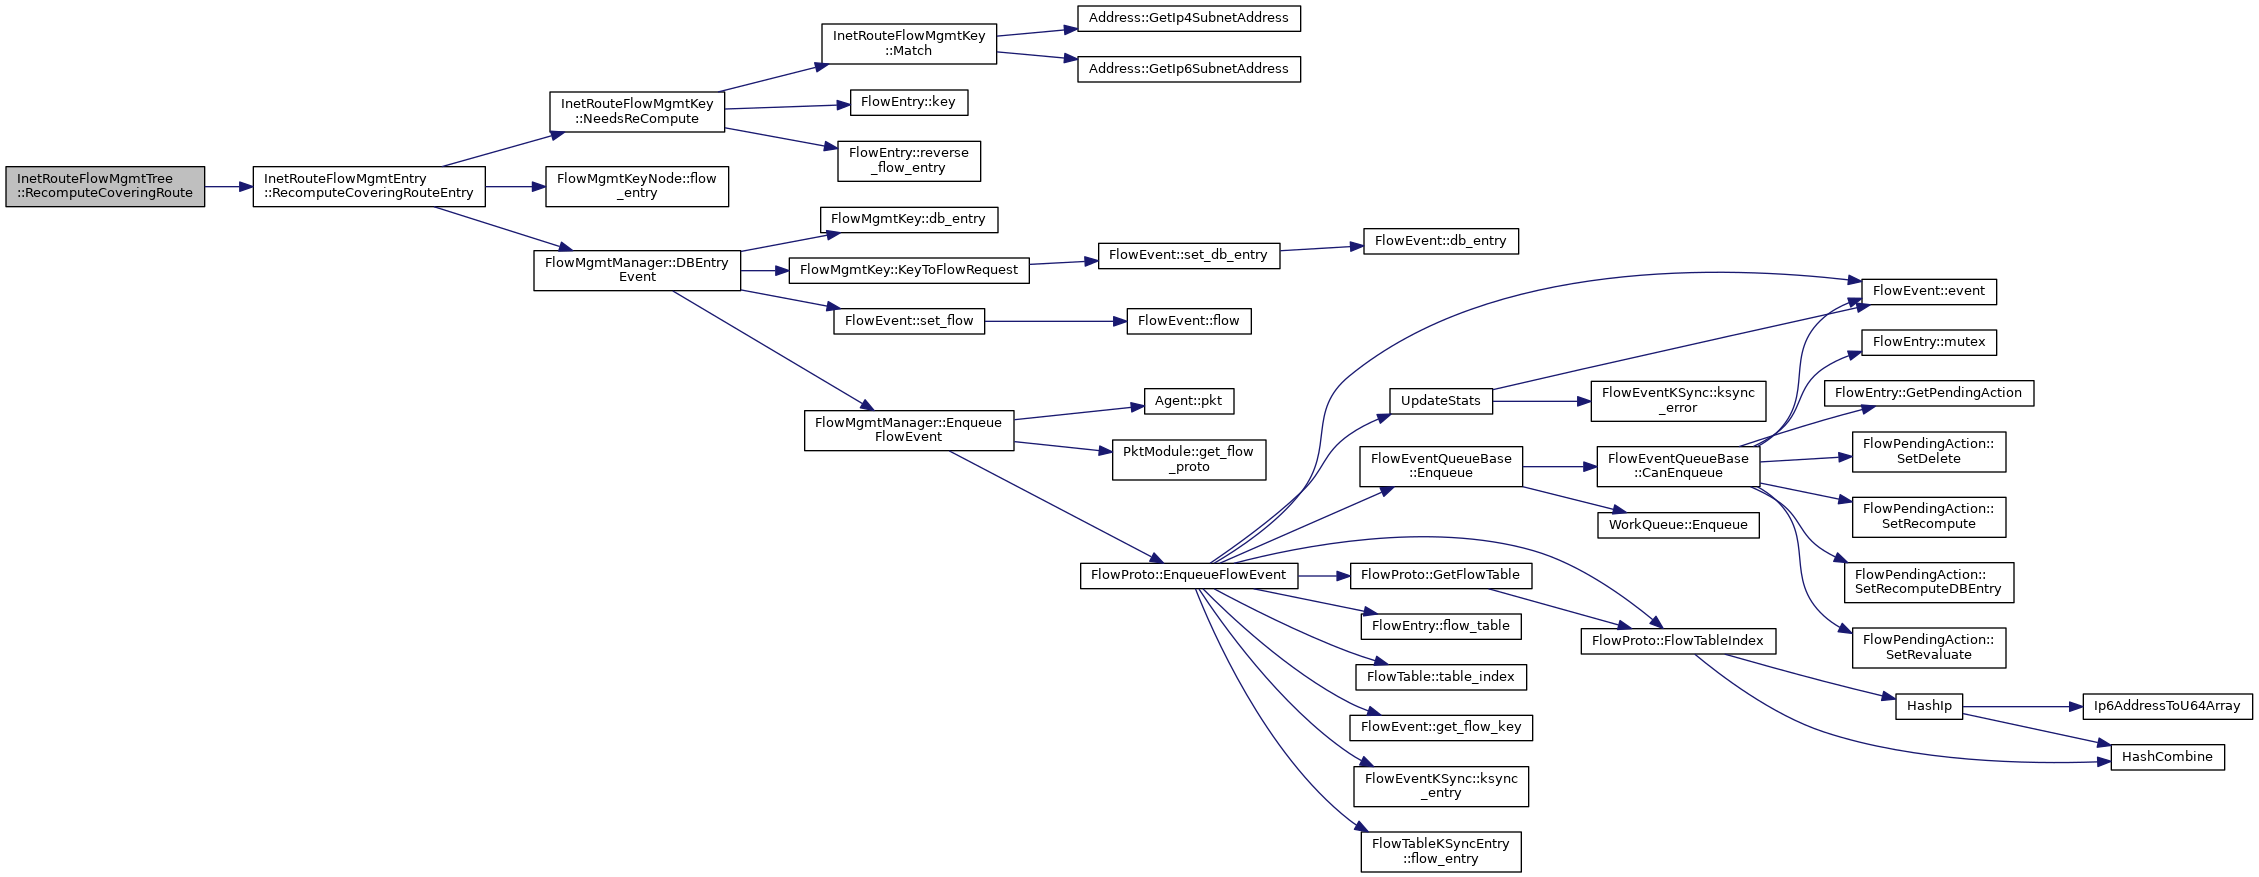 InetRouteFlowMgmtTree
::RecomputeCoveringRoute
InetRouteFlowMgmtEntry
::RecomputeCoveringRouteEntry
InetRouteFlowMgmtKey
::NeedsReCompute
InetRouteFlowMgmtKey
::Match
Address::GetIp4SubnetAddress
Address::GetIp6SubnetAddress
FlowEntry::key
FlowEntry::reverse
_flow_entry
FlowMgmtKeyNode::flow
_entry
FlowMgmtManager::DBEntry
Event
FlowMgmtKey::db_entry
FlowMgmtKey::KeyToFlowRequest
FlowEvent::set_db_entry
FlowEvent::db_entry
FlowEvent::set_flow
FlowEvent::flow
FlowMgmtManager::Enqueue
FlowEvent
Agent::pkt
PktModule::get_flow
_proto
FlowProto::EnqueueFlowEvent
FlowEvent::event
UpdateStats
FlowEventKSync::ksync
_error
FlowEventQueueBase
::Enqueue
FlowEventQueueBase
::CanEnqueue
FlowEntry::mutex
FlowEntry::GetPendingAction
FlowPendingAction::
SetDelete
FlowPendingAction::
SetRecompute
FlowPendingAction::
SetRecomputeDBEntry
FlowPendingAction::
SetRevaluate
WorkQueue::Enqueue
FlowProto::GetFlowTable
FlowProto::FlowTableIndex
HashIp
Ip6AddressToU64Array
HashCombine
FlowEntry::flow_table
FlowTable::table_index
FlowEvent::get_flow_key
FlowEventKSync::ksync
_entry
FlowTableKSyncEntry
::flow_entry